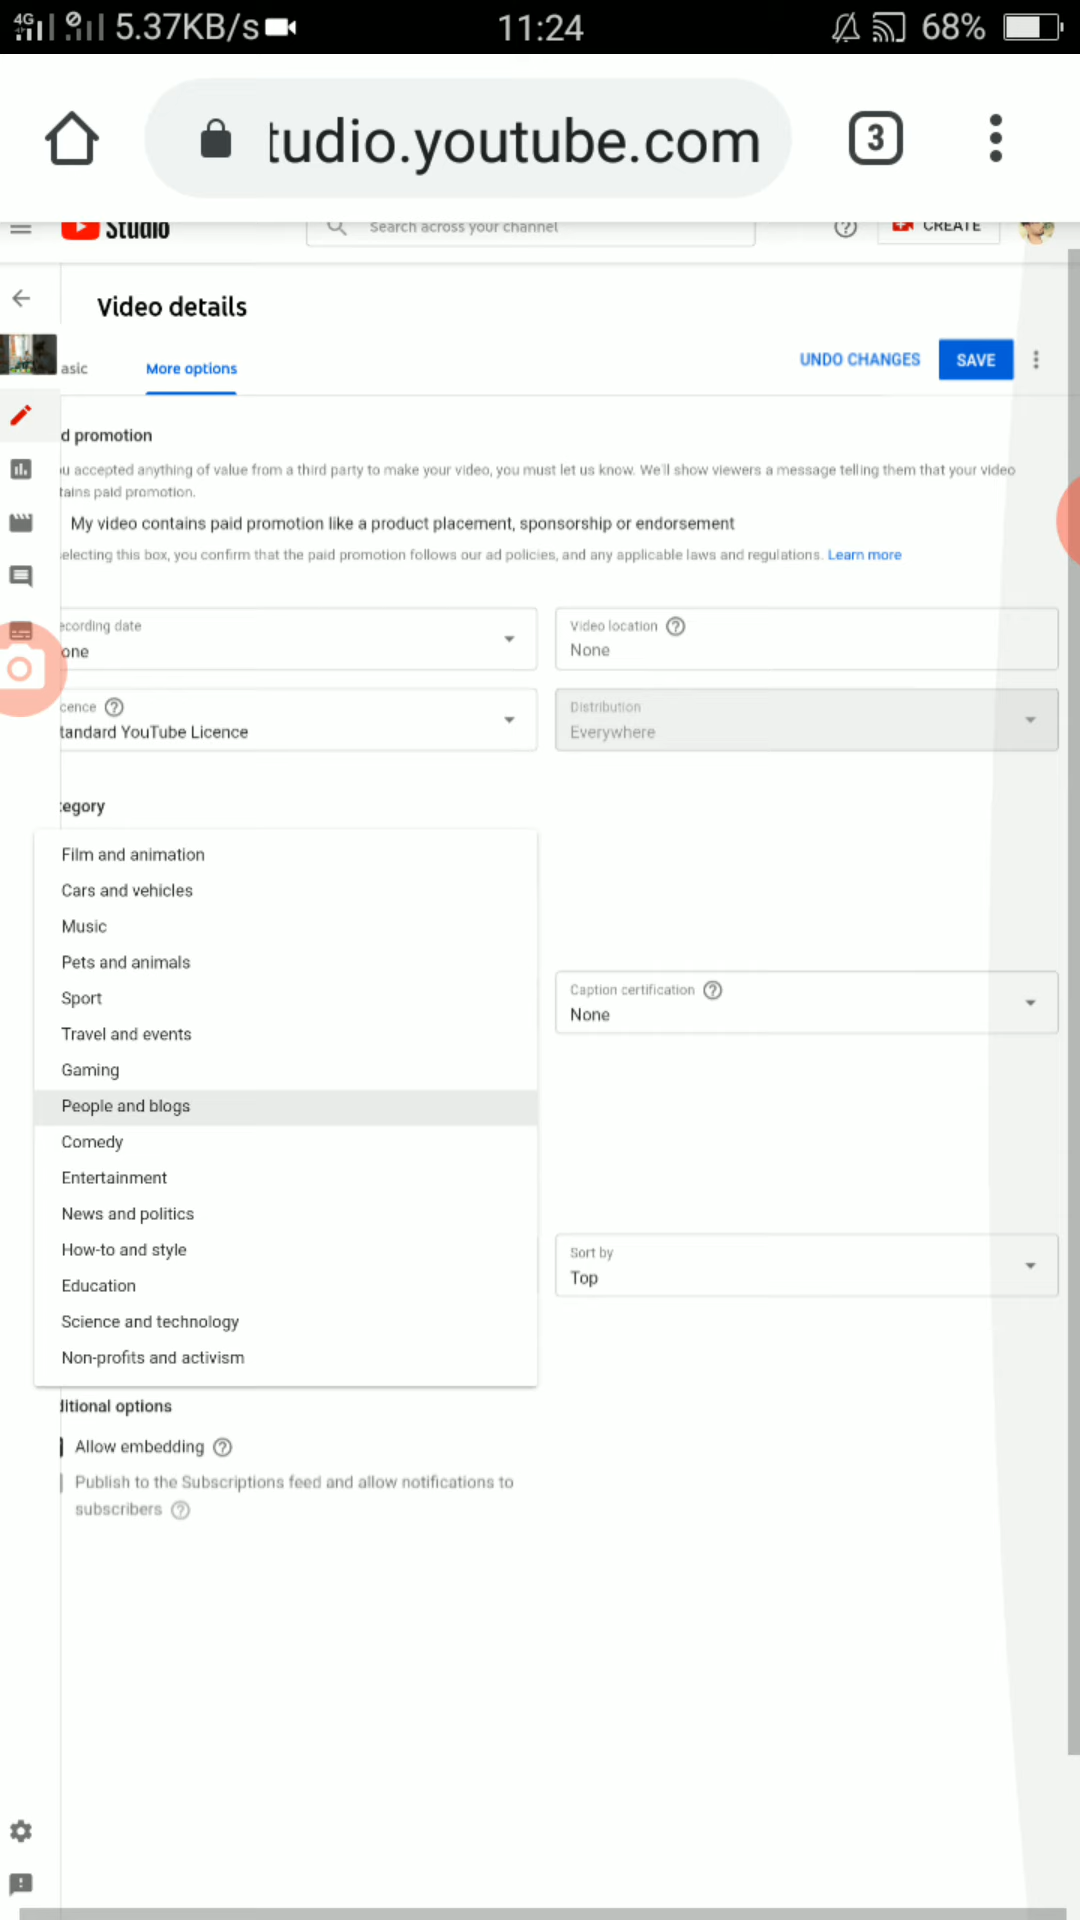 4G 5.37KB/s 11:24 68%
tudio.youtube.com 3
Studio Search across your channel CREATE
Video details
asic More options UNDO CHANGES SAVE
d promotion
u accepted anything of value from a third party to make your video, you must let us know. We'll show viewers a message telling them that your video
tains paid promotion.
My video contains paid promotion like a product placement, sponsorship or endorsement
electing this box, you confirm that the paid promotion follows our ad policies, and any applicable laws and regulations. Learn more
ecording date Video location
one None
cence Distribution
tandard YouTube Licence Everywhere
tegory
Film and animation
Cars and vehicles
Music
Pets and animals
Sport
Travel and events
Gaming
People and blogs
Comedy
Entertainment
News and politics
How-to and style
Education
Science and technology
Non-profits and activism
Caption certification
None
Sort by
Top
ditional options
Allow embedding
Publish to the Subscriptions feed and allow notifications to
subscribers